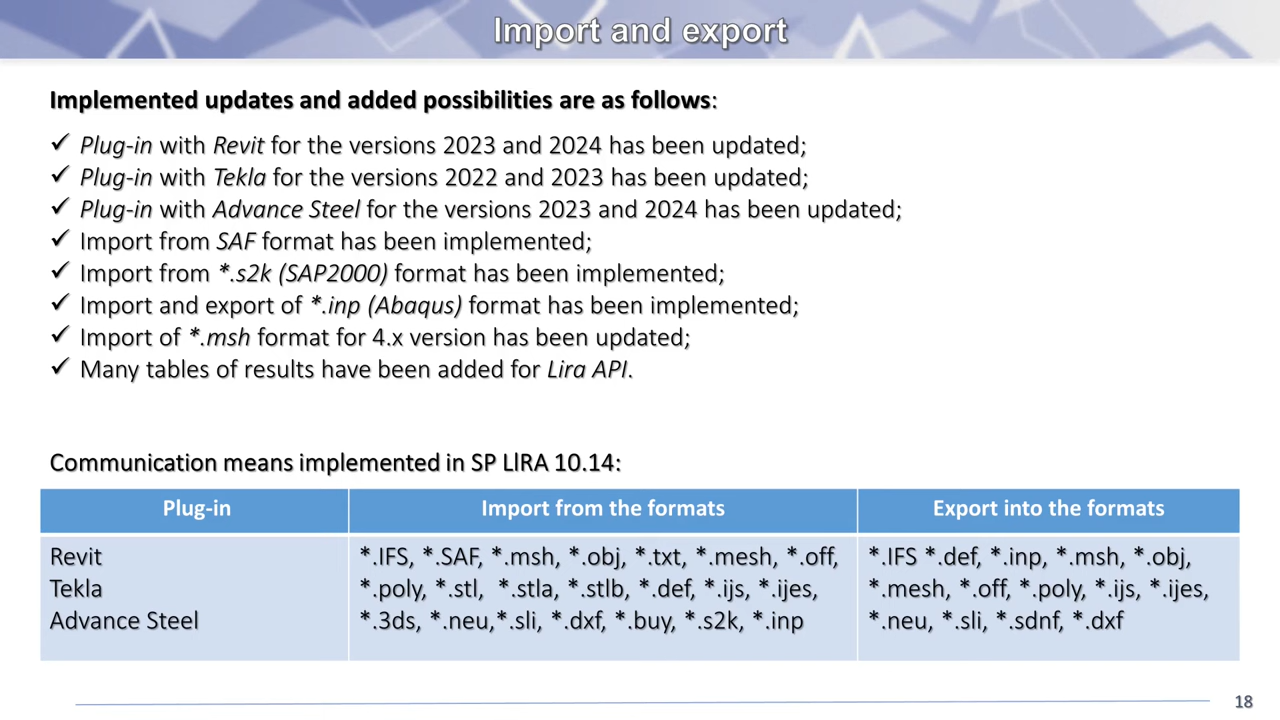 Import and export
Implemented updates and added possibilities are as follows:
✓ Plug-in with Revit for the versions 2023 and 2024 has been updated;
✓ Plug-in with Tekla for the versions 2022 and 2023 has been updated;
✓ Plug-in with Advance Steel for the versions 2023 and 2024 has been updated;
✓ Import from SAF format has been implemented;
✓ Import from *.s2k (SAP2000) format has been implemented;
✓ Import and export of *.inp (Abaqus) format has been implemented;
✓ Import of *.msh format for 4.x version has been updated;
✓ Many tables of results have been added for Lira API.
Communication means implemented in SP LIRA 10.14:
Plug-in Import from the formats Export into the formats
Revit
Tekla
Advance Steel
*.IFS, *.SAF, *.msh, *.obj, *.txt, *.mesh, *.off,
*.poly, *.stl, *.stla, *.stlb, *.def, *.ijs, *.ijes,
*.3ds, *.neu,*.sli, *.dxf, *.buy, *.s2k, *.inp
*.IFS *.def, *.inp, *.msh, *.obj,
*.mesh, *.off, *.poly, *.ijs, *.ijes,
*.neu, *.sli, *.sdnf, *.dxf
18